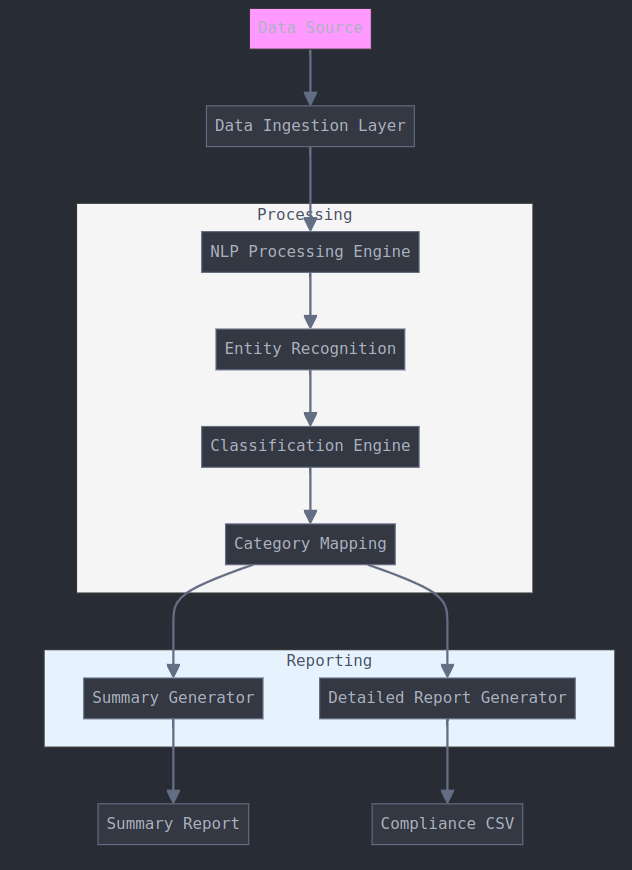 Data Source
Data Ingestion Layer
Processing
NLP Processing Engine
Entity Recognition
Classification Engine
Category Mapping
Reporting
Summary Generator
Detailed Report Generator
Summary Report
Compliance CSV